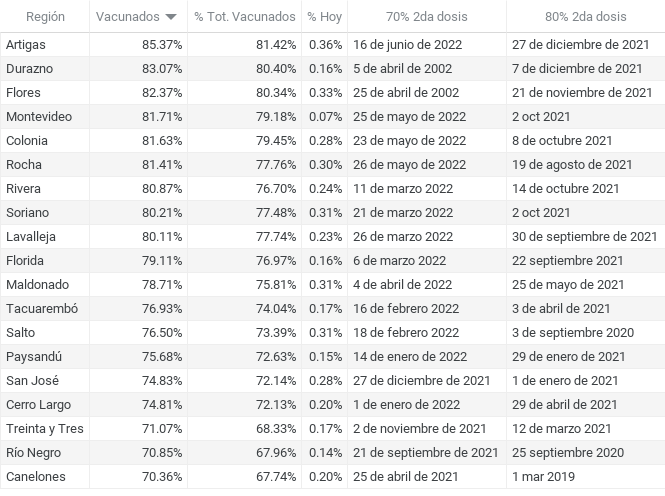 Región Vacunados % Tot. Vacunados % Hoy 70% 2da dosis 80% 2da dosis
Artigas 85.37% 81.42% 0.36% 16 de junio de 2022 27 de diciembre de 2021
Durazno 83.07% 80.40% 0.16% 5 de abril de 2002 7 de diciembre de 2021
Flores 82.37% 80.34% 0.33% 25 de abril de 2002 21 de noviembre de 2021
Montevideo 81.71% 79.18% 0.07% 25 de mayo de 2022 2 oct 2021
Colonia 81.63% 79.45% 0.28% 23 de mayo de 2022 8 de octubre 2021
Rocha 81.41% 77.76% 0.30% 26 de mayo de 2022 19 de agosto de 2021
Rivera 80.87% 76.70% 0.24% 11 de marzo 2022 14 de octubre 2021
Soriano 80.21% 77.48% 0.31% 21 de marzo 2022 2 oct 2021
Lavalleja 80.11% 77.74% 0.23% 26 de marzo 2022 30 de septiembre de 2021
Florida 79.11% 76.97% 0.16% 6 de marzo 2022 22 septiembre 2021
Maldonado 78.71% 75.81% 0.31% 4 de abril de 2022 25 de mayo de 2021
Tacuarembó 76.93% 74.04% 0.17% 16 de febrero 2022 3 de abril de 2021
Salto 76.50% 73.39% 0.31% 18 de febrero 2022 3 de septiembre 2020
Paysandú 75.68% 72.63% 0.15% 14 de enero de 2022 29 de enero de 2021
San José 74.83% 72.14% 0.28% 27 de diciembre de 2021 1 de enero de 2021
Cerro Largo 74.81% 72.13% 0.20% 1 de enero de 2022 29 de abril de 2021
Treinta y Tres 71.07% 68.33% 0.17% 2 de noviembre de 2021 12 de marzo de 2021
Río Negro 70.85% 67.96% 0.14% 21 de septiembre de 2021 25 septiembre 2020
Canelones 70.36% 67.74% 0.20% 25 de abril de 2021 1 mar 2019